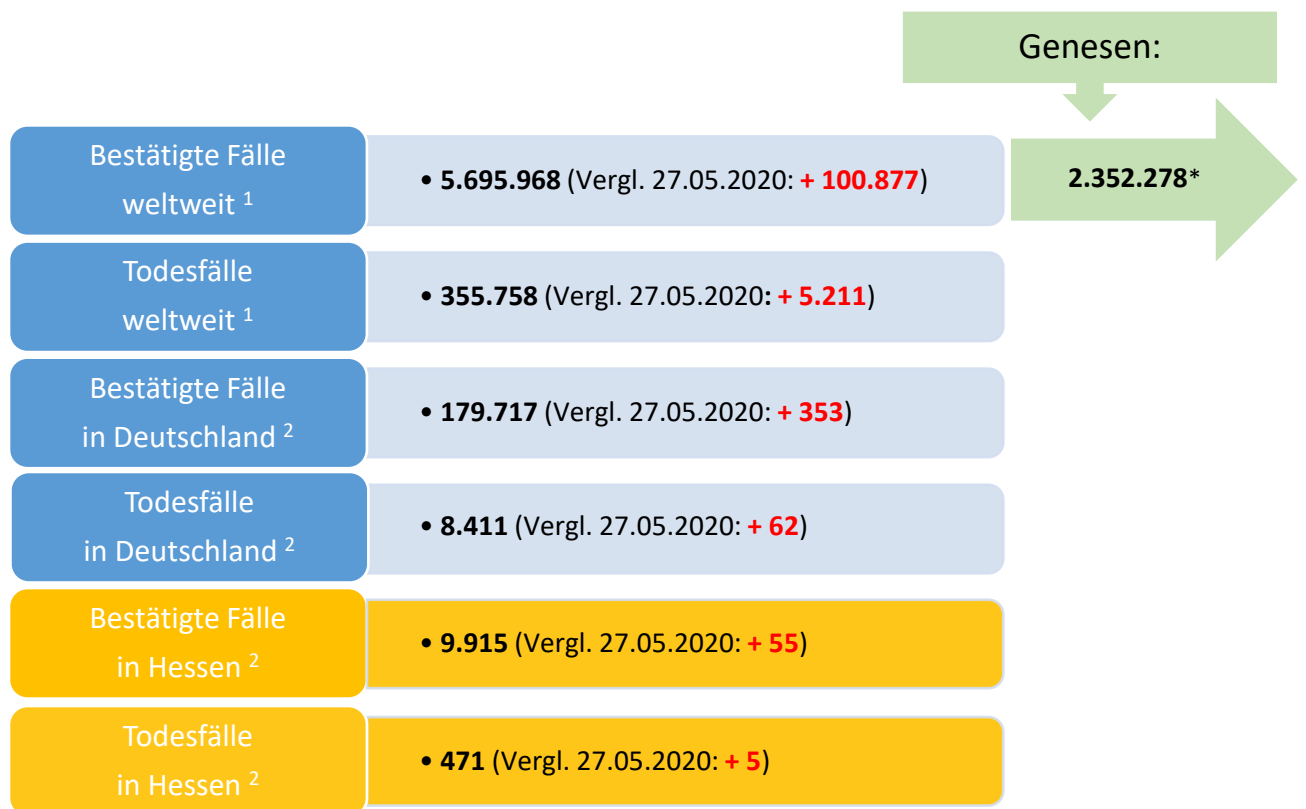 Genesen:
Bestätigte Fälle
weltweit ¹
• 5.695.968 (Vergl. 27.05.2020: + 100.877)
2.352.278*
Todesfälle
weltweit ¹
• 355.758 (Vergl. 27.05.2020: + 5.211)
Bestätigte Fälle
in Deutschland ²
• 179.717 (Vergl. 27.05.2020: + 353)
Todesfälle
in Deutschland ²
• 8.411 (Vergl. 27.05.2020: + 62)
Bestätigte Fälle
in Hessen ²
• 9.915 (Vergl. 27.05.2020: + 55)
Todesfälle
in Hessen ²
• 471 (Vergl. 27.05.2020: + 5)